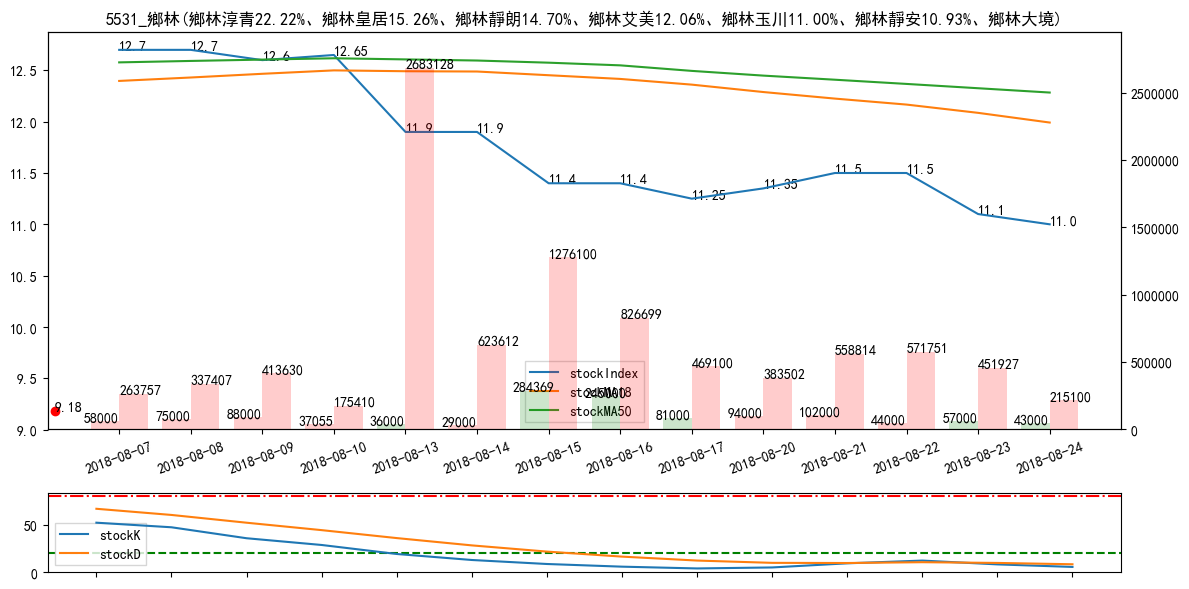 5531_鄉林(鄉林淳青22.22%、鄉林皇居15.26%、鄉林靜朗14.70%、鄉林艾美12.06%、鄉林玉川11.00%、鄉林靜安10.93%、鄉林大境)
12.7 12.7 12.6 12.65 11.9 11.9 11.4 11.4 11.25 11.35 11.5 11.5 11.1 11.0
12.5
12.0
11.5
11.0
10.5
10.0
9.5
9.0
2500000
2000000
1500000
1000000
500000
0
263757 337407 413630 175410 2683128 623612 1276100 826699 469100 383502 558814 571751 451927 215100
9.18
58000 75000 88000 37055 36000 29000 284369 81000 94000 102000 44000 57000 43000
stockIndex
stockMA50
2018-08-07 2018-08-08 2018-08-09 2018-08-10 2018-08-13 2018-08-14 2018-08-15 2018-08-16 2018-08-17 2018-08-20 2018-08-21 2018-08-22 2018-08-23 2018-08-24
50
0
stockK
stockD